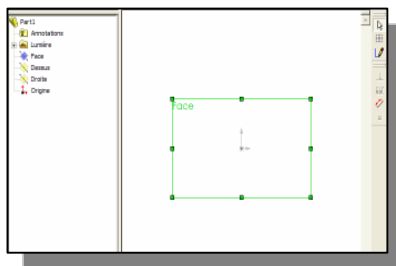 Part1
Annotations
Lumière
Face
Dessus
Droite
Origine
Face